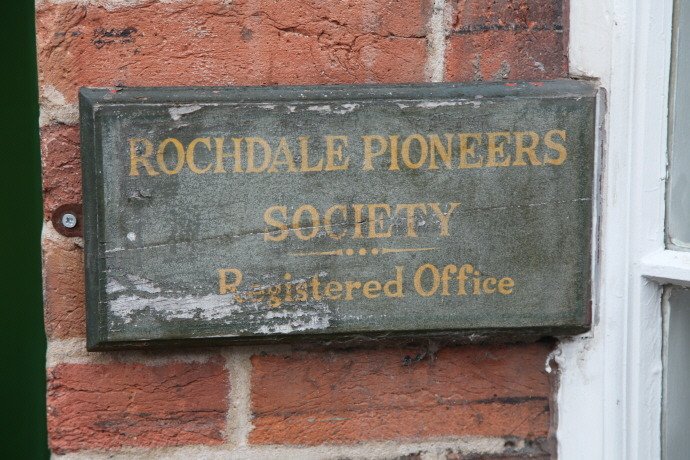 ROCHDALE PIONEERS
SOCIETY
Registered Office